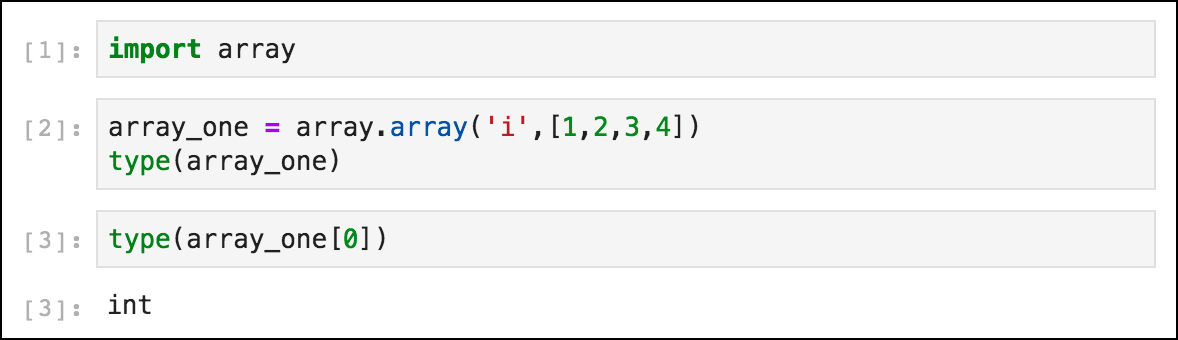 [1]: import array
[2]: array_one = array.array('i',[1,2,3,4])
type(array_one)
[3]: type(array_one[0])
[3]: int